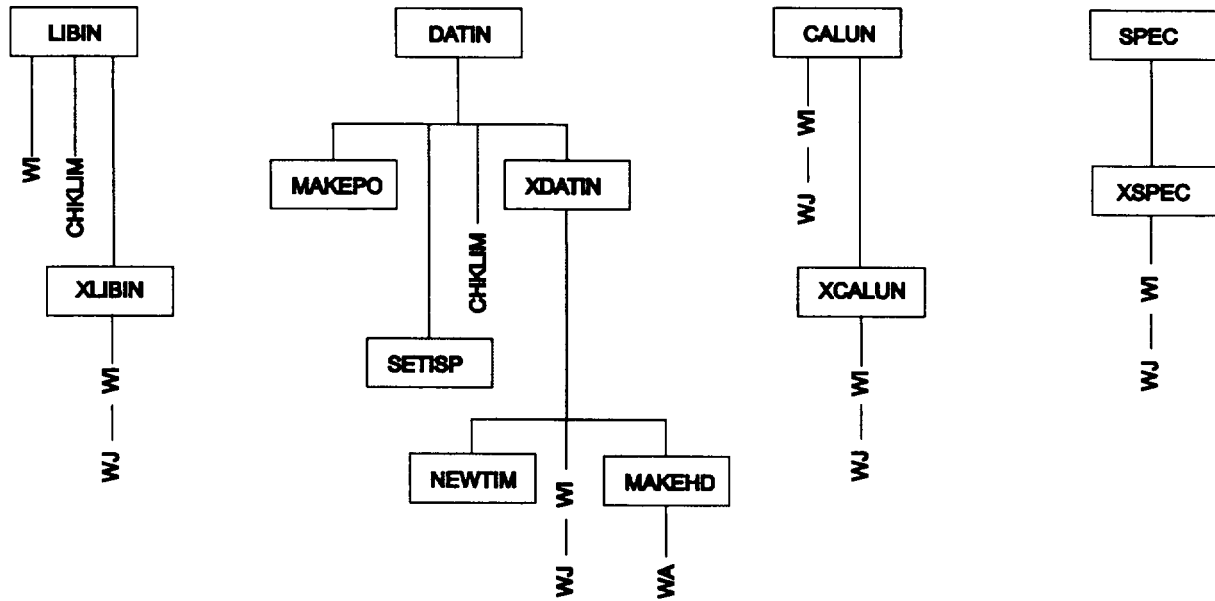 LIBIN
WI
CHKLIM
XLIBIN
WI
WJ
DATIN
MAKEPO
SETISP
CHKLIM
XDATIN
NEWTIM
WI
WJ
MAKEHD
WA
CALUN
WI
WJ
XCALUN
WI
WJ
SPEC
XSPEC
WI
WJ